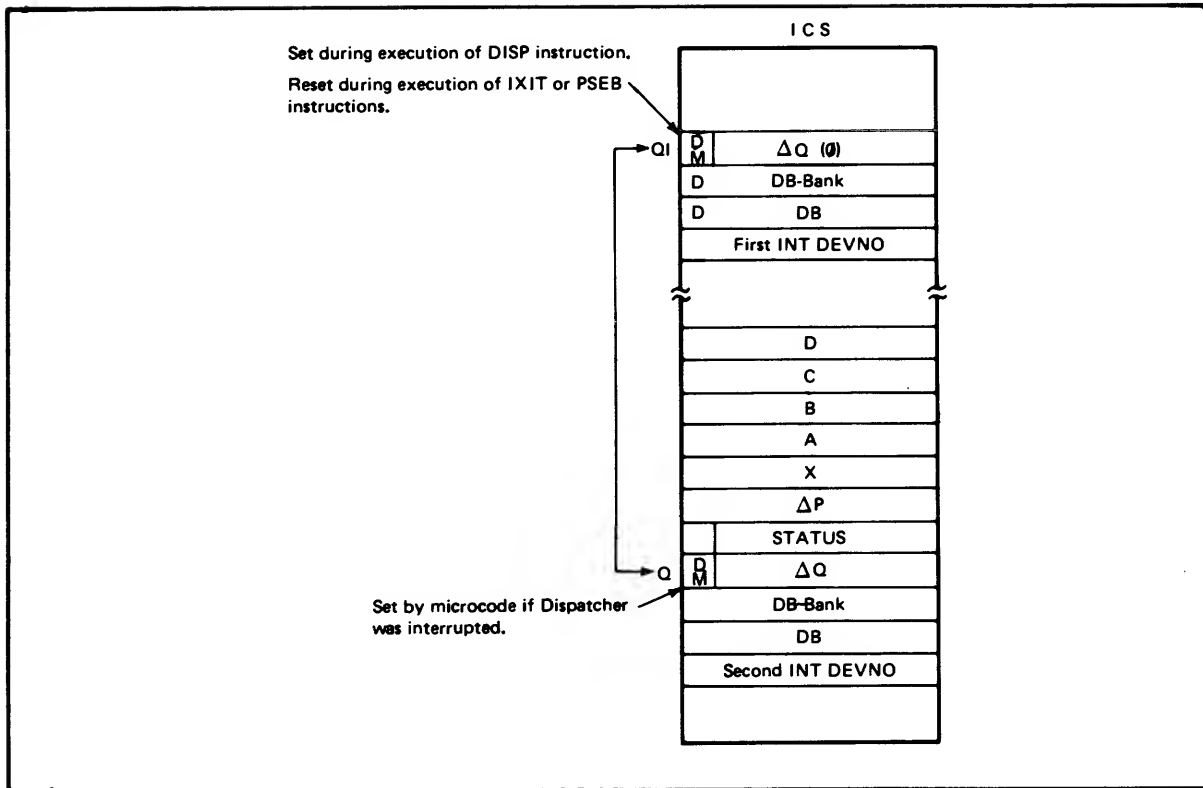 I C S
Set during execution of DISP instruction.
Reset during execution of IXIT or PSEB
instructions.
QI
D
M
ΔQ (0)
D DB-Bank
D DB
First INT DEVNO
D
C
B
A
X
ΔP
STATUS
Q
D
M
ΔQ
Set by microcode if Dispatcher
was interrupted.
DB-Bank
DB
Second INT DEVNO